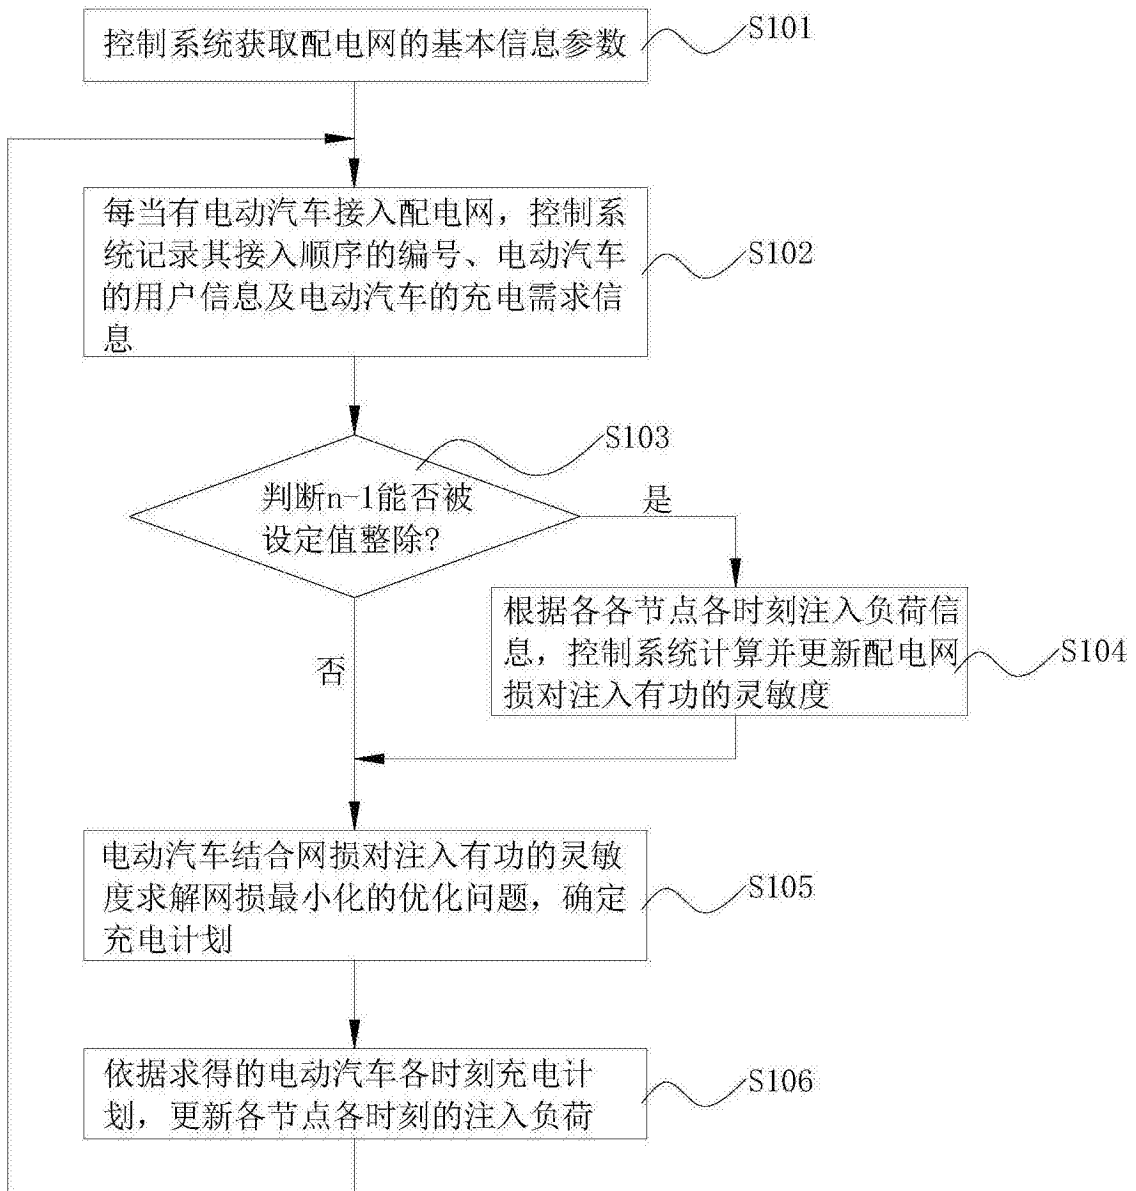 控制系统获取配电网的基本信息参数
S101
每当有电动汽车接入配电网，控制系
统记录其接入顺序的编号、电动汽车
的用户信息及电动汽车的充电需求信
息
S102
S103
判断n-1能否被
设定值整除?
是
否
根据各各节点各时刻注入负荷信
息，控制系统计算并更新配电网
损对注入有功的灵敏度
S104
电动汽车结合网损对注入有功的灵敏
度求解网损最小化的优化问题，确定
充电计划
S105
依据求得的电动汽车各时刻充电计
划，更新各节点各时刻的注入负荷
S106